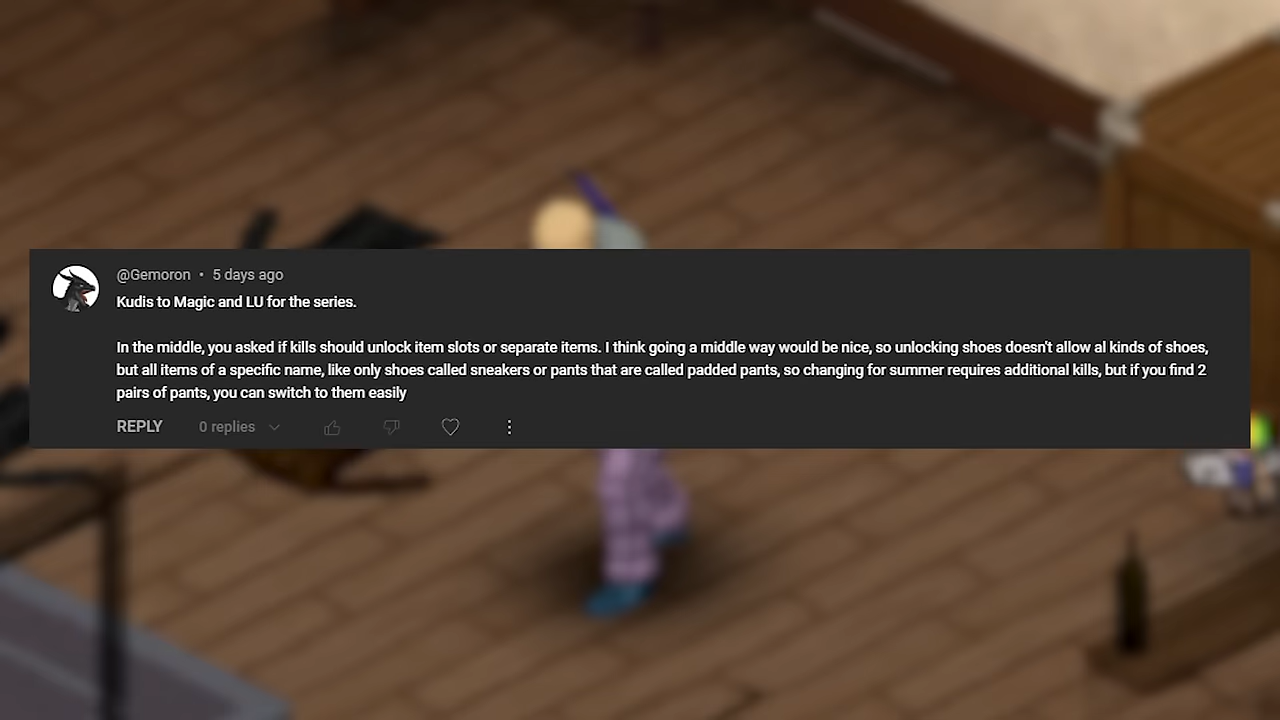 @Gemoron • 5 days ago
Kudis to Magic and LU for the series.
In the middle, you asked if kills should unlock item slots or separate items. I think going a middle way would be nice, so unlocking shoes doesn't allow al kinds of shoes,
but all items of a specific name, like only shoes called sneakers or pants that are called padded pants, so changing for summer requires additional kills, but if you find 2
pairs of pants, you can switch to them easily
REPLY 0 replies